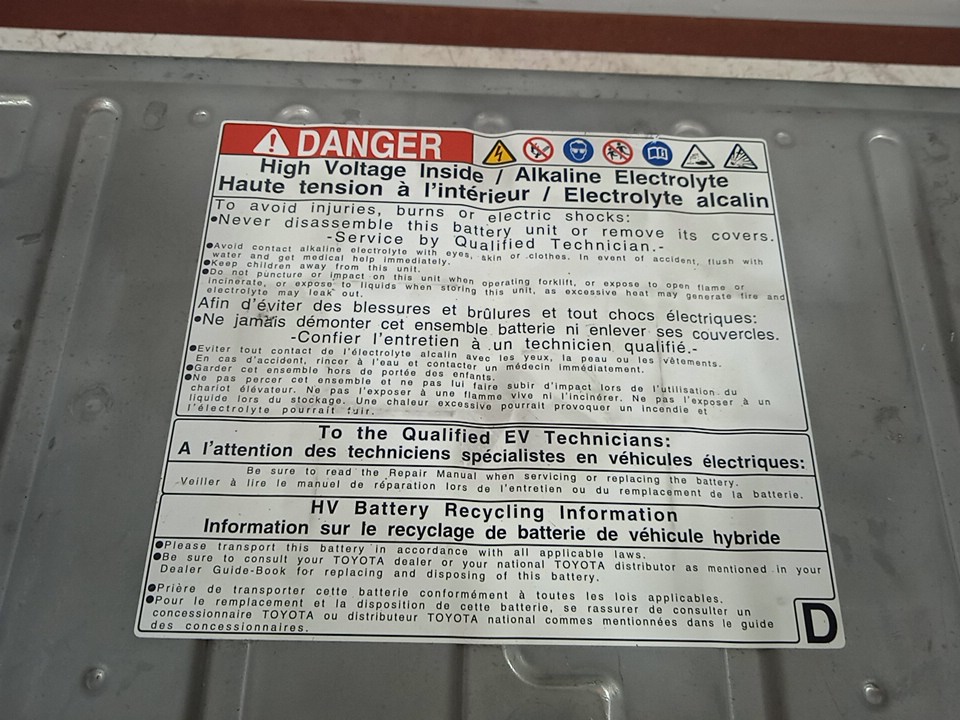 DANGER
High Voltage Inside / Alkaline Electrolyte
Haute tension à l'intérieur / Electrolyte alcalin
To avoid injuries, burns or electric shocks:
●Never disassemble this battery unit or remove its covers.
-Service by Qualified Technician.-
●Avoid contact alkaline electrolyte with eyes, skin or clothes. In event of accident, flush with
water and get medical help immediately.
●Keep children away from this unit.
●Do not puncture or impact on this unit when operating forklift, or expose to open flame or
incinerate, or expose to liquids when storing this unit, as excessive heat may generate fire and
electrolyte may leak out.
Afin d'éviter des blessures et brûlures et tout chocs électriques:
●Ne jamais démonter cet ensemble batterie ni enlever ses couvercles.
-Confier l'entretien à un technicien qualifié.-
●Eviter tout contact de l'électrolyte alcalin avec les yeux, la peau ou les vêtements.
En cas d'accident, rincer à l'eau et contacter un médecin immédiatement.
●Garder cet ensemble hors de portée des enfants.
●Ne pas percer cet ensemble et ne pas lui faire subir d'impact lors de l'utilisation du
chariot élévateur. Ne pas l'exposer à une flamme vive ni l'incinérer. Ne pas l'exposer à un
liquide lors du stockage. Une chaleur excessive pourrait provoquer un incendie et
l'électrolyte pourrait fuir.
To the Qualified EV Technicians:
A l'attention des techniciens spécialistes en véhicules électriques:
Be sure to read the Repair Manual when servicing or replacing the battery.
Veiller à lire le manuel de réparation lors de l'entretien ou du remplacement de la batterie.
HV Battery Recycling Information
Information sur le recyclage de batterie de véhicule hybride
●Please transport this battery in accordance with all applicable laws.
●Be sure to consult your TOYOTA dealer or your national TOYOTA distributor as mentioned in your
Dealer Guide-Book for replacing and disposing of this battery.
●Prière de transporter cette batterie conformément à toutes les lois applicables.
●Pour le remplacement et la disposition de cette batterie, se rassurer de consulter un
concessionnaire TOYOTA ou distributeur TOYOTA national commes mentionnées dans le guide
des concessionnaires.
D